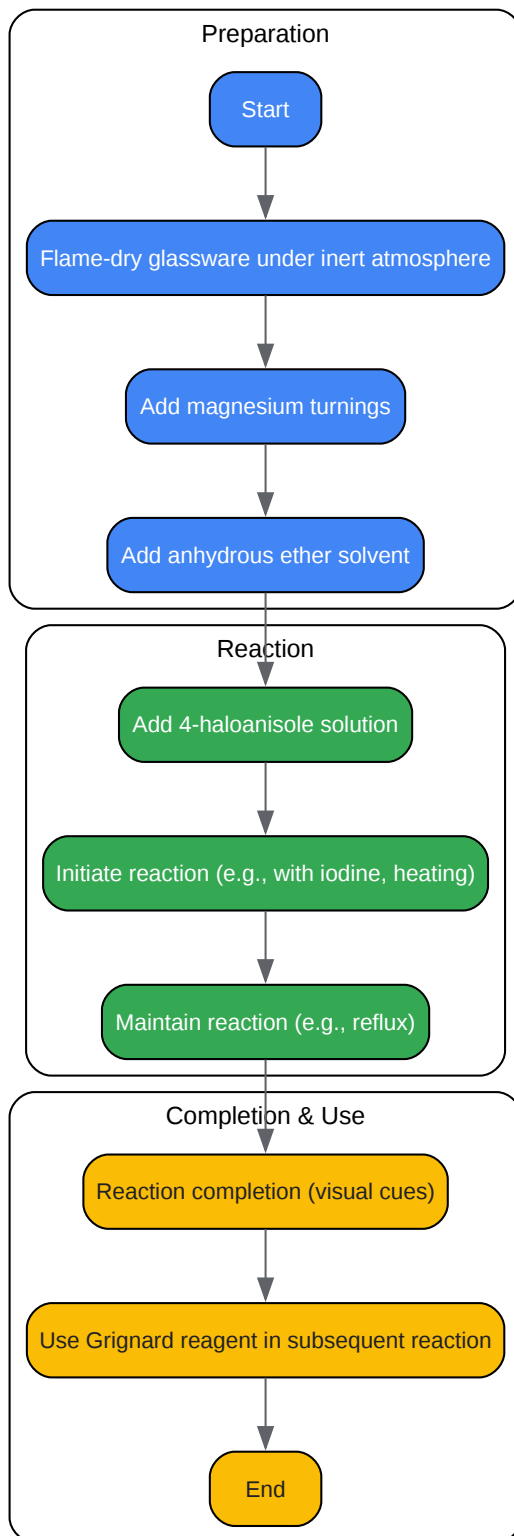 Preparation
Start
Flame-dry glassware under inert atmosphere
Add magnesium turnings
Add anhydrous ether solvent
Reaction
Add 4-haloanisole solution
Initiate reaction (e.g., with iodine, heating)
Maintain reaction (e.g., reflux)
Completion & Use
Reaction completion (visual cues)
Use Grignard reagent in subsequent reaction
End